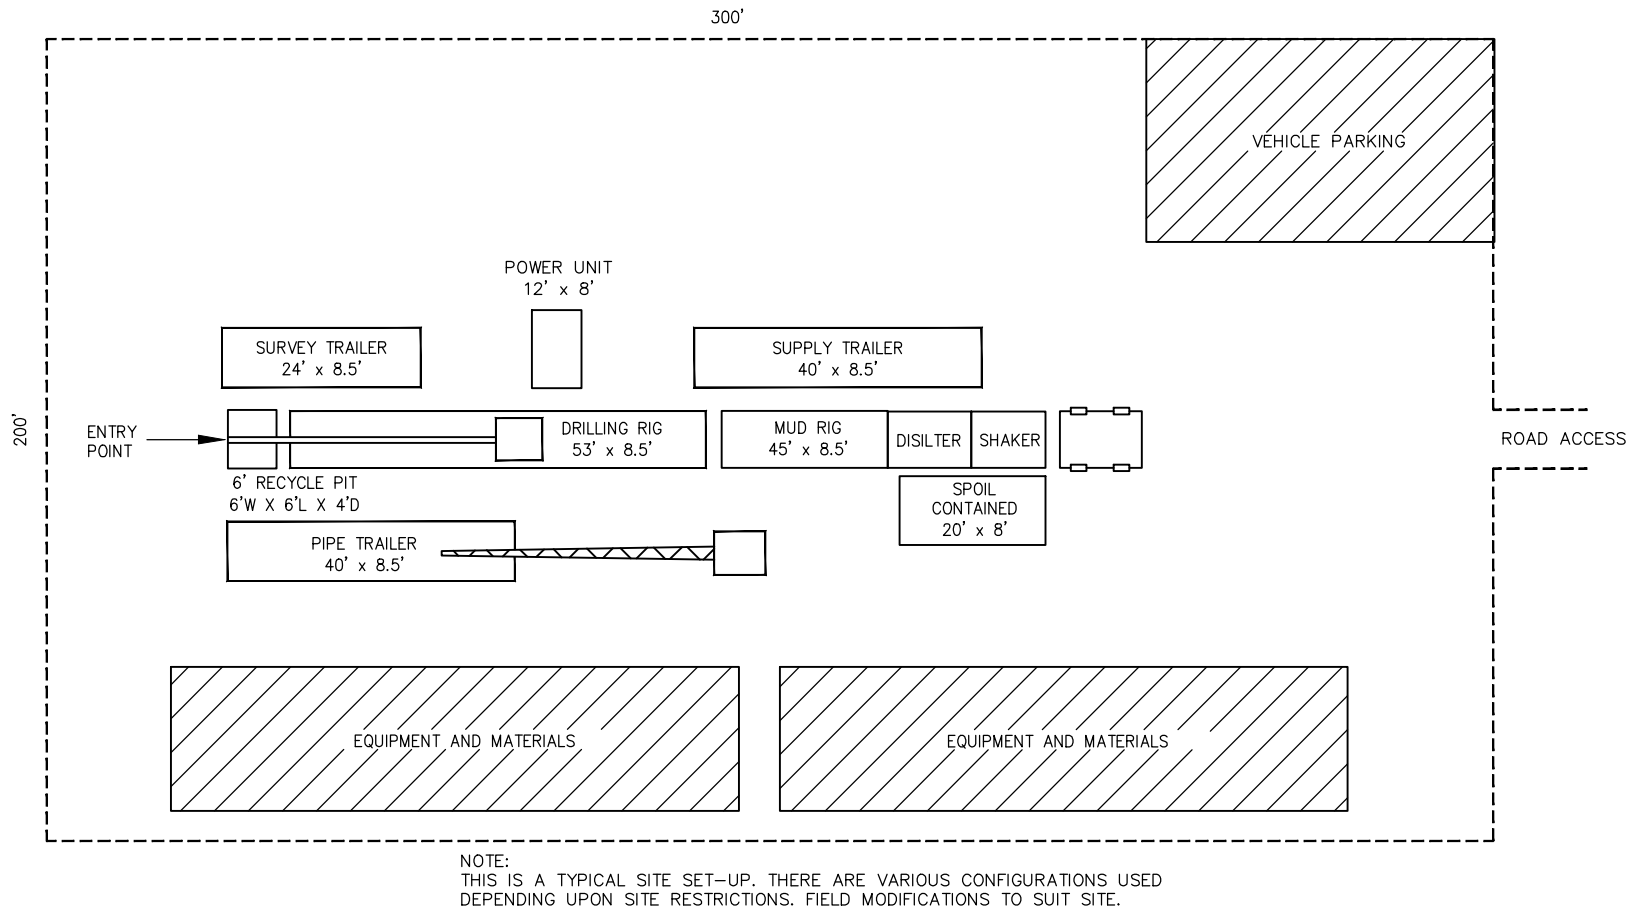 300'
VEHICLE PARKING
POWER UNIT
12' x 8'
SURVEY TRAILER
24' x 8.5'
SUPPLY TRAILER
40' x 8.5'
200'
ENTRY
POINT
DRILLING RIG
53' x 8.5'
MUD RIG
45' x 8.5'
DISILTER
SHAKER
ROAD ACCESS
6' RECYCLE PIT
6'W X 6'L X 4'D
SPOIL
CONTAINED
20' x 8'
PIPE TRAILER
40' x 8.5'
EQUIPMENT AND MATERIALS
EQUIPMENT AND MATERIALS
NOTE:
THIS IS A TYPICAL SITE SET-UP. THERE ARE VARIOUS CONFIGURATIONS USED
DEPENDING UPON SITE RESTRICTIONS. FIELD MODIFICATIONS TO SUIT SITE.